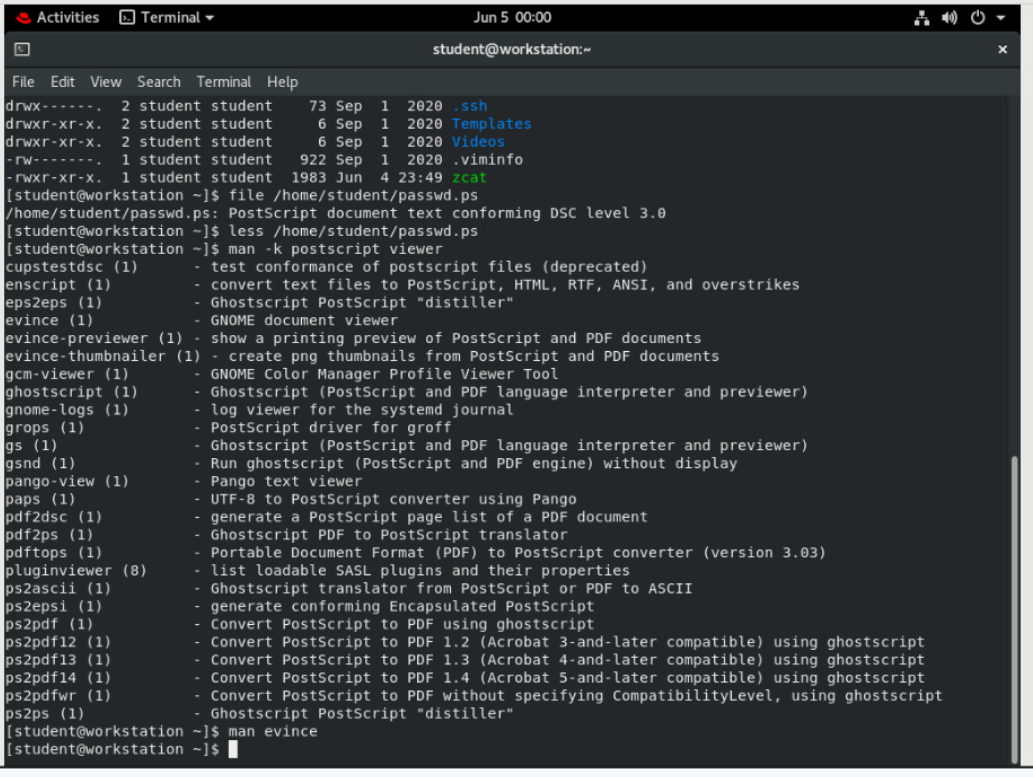 Activities Terminal Jun 5 00:00
student@workstation:~ ×
File Edit View Search Terminal Help
drwx------. 2 student student 73 Sep 1 2020 .ssh
drwxr-xr-x. 2 student student 6 Sep 1 2020 Templates
drwxr-xr-x. 2 student student 6 Sep 1 2020 Videos
-rw-------. 1 student student 922 Sep 1 2020 .viminfo
-rwxr-xr-x. 1 student student 1983 Jun 4 23:49 zcat
[student@workstation ~]$ file /home/student/passwd.ps
/home/student/passwd.ps: PostScript document text conforming DSC level 3.0
[student@workstation ~]$ less /home/student/passwd.ps
[student@workstation ~]$ man -k postscript viewer
cupstestdsc (1) - test conformance of postscript files (deprecated)
enscript (1) - convert text files to PostScript, HTML, RTF, ANSI, and overstrikes
eps2eps (1) - Ghostscript PostScript "distiller"
evince (1) - GNOME document viewer
evince-previewer (1) - show a printing preview of PostScript and PDF documents
evince-thumbnailer (1) - create png thumbnails from PostScript and PDF documents
gcm-viewer (1) - GNOME Color Manager Profile Viewer Tool
ghostscript (1) - Ghostscript (PostScript and PDF language interpreter and previewer)
gnome-logs (1) - log viewer for the systemd journal
grops (1) - PostScript driver for groff
gs (1) - Ghostscript (PostScript and PDF language interpreter and previewer)
gsnd (1) - Run ghostscript (PostScript and PDF engine) without display
pango-view (1) - Pango text viewer
paps (1) - UTF-8 to PostScript converter using Pango
pdf2dsc (1) - generate a PostScript page list of a PDF document
pdf2ps (1) - Ghostscript PDF to PostScript translator
pdftops (1) - Portable Document Format (PDF) to PostScript converter (version 3.03)
pluginviewer (8) - list loadable SASL plugins and their properties
ps2ascii (1) - Ghostscript translator from PostScript or PDF to ASCII
ps2epsi (1) - generate conforming Encapsulated PostScript
ps2pdf (1) - Convert PostScript to PDF using ghostscript
ps2pdf12 (1) - Convert PostScript to PDF 1.2 (Acrobat 3-and-later compatible) using ghostscript
ps2pdf13 (1) - Convert PostScript to PDF 1.3 (Acrobat 4-and-later compatible) using ghostscript
ps2pdf14 (1) - Convert PostScript to PDF 1.4 (Acrobat 5-and-later compatible) using ghostscript
ps2pdfwr (1) - Convert PostScript to PDF without specifying CompatibilityLevel, using ghostscript
ps2ps (1) - Ghostscript PostScript "distiller"
[student@workstation ~]$ man evince
[student@workstation ~]$